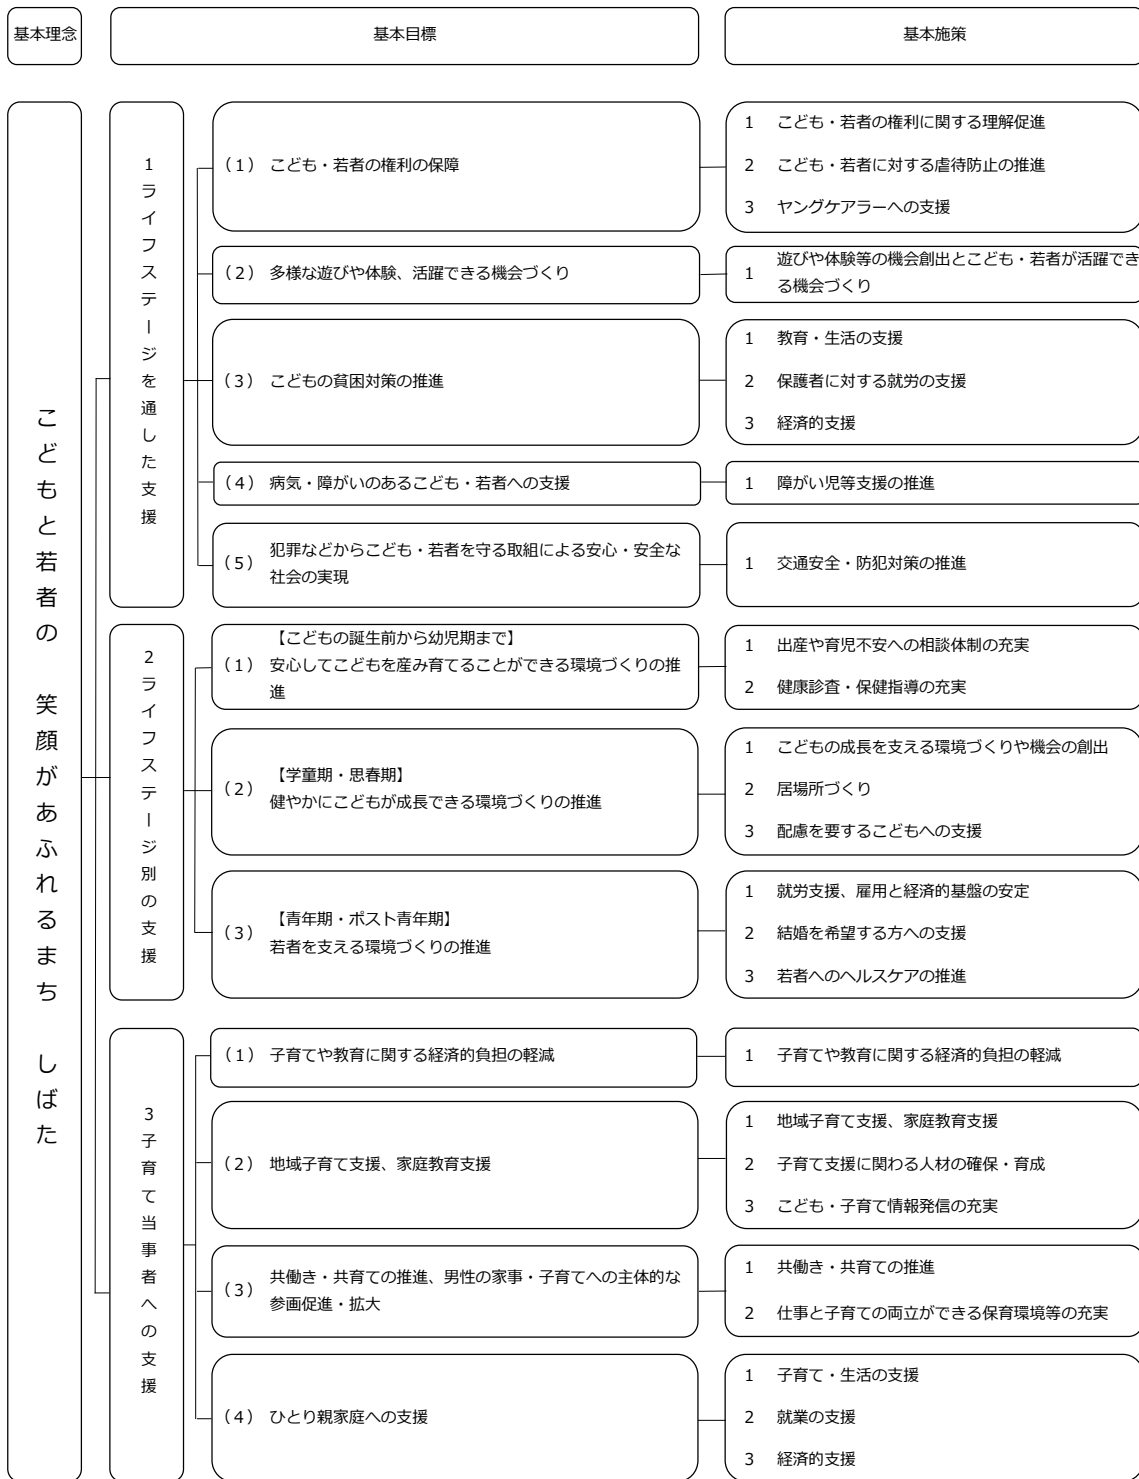 基本理念
基本目標
基本施策
こどもと若者の　笑顔があふれるまち　しばた
1ライフステージを通した支援
(1) こども・若者の権利の保障
1 こども・若者の権利に関する理解促進
2 こども・若者に対する虐待防止の推進
3 ヤングケアラーへの支援
(2) 多様な遊びや体験、活躍できる機会づくり
1 遊びや体験等の機会創出とこども・若者が活躍でき
る機会づくり
(3) こどもの貧困対策の推進
1 教育・生活の支援
2 保護者に対する就労の支援
3 経済的支援
(4) 病気・障がいのあるこども・若者への支援
1 障がい児等支援の推進
(5) 犯罪などからこども・若者を守る取組による安心・安全な
社会の実現
1 交通安全・防犯対策の推進
2ライフステージ別の支援
【こどもの誕生前から幼児期まで】
(1) 安心してこどもを産み育てることができる環境づくりの推
進
1 出産や育児不安への相談体制の充実
2 健康診査・保健指導の充実
【学童期・思春期】
(2) 健やかにこどもが成長できる環境づくりの推進
1 こどもの成長を支える環境づくりや機会の創出
2 居場所づくり
3 配慮を要するこどもへの支援
【青年期・ポスト青年期】
(3) 若者を支える環境づくりの推進
1 就労支援、雇用と経済的基盤の安定
2 結婚を希望する方への支援
3 若者へのヘルスケアの推進
3子育て当事者への支援
(1) 子育てや教育に関する経済的負担の軽減
1 子育てや教育に関する経済的負担の軽減
(2) 地域子育て支援、家庭教育支援
1 地域子育て支援、家庭教育支援
2 子育て支援に関わる人材の確保・育成
3 こども・子育て情報発信の充実
(3) 共働き・共育ての推進、男性の家事・子育てへの主体的な
参画促進・拡大
1 共働き・共育ての推進
2 仕事と子育ての両立ができる保育環境等の充実
(4) ひとり親家庭への支援
1 子育て・生活の支援
2 就業の支援
3 経済的支援